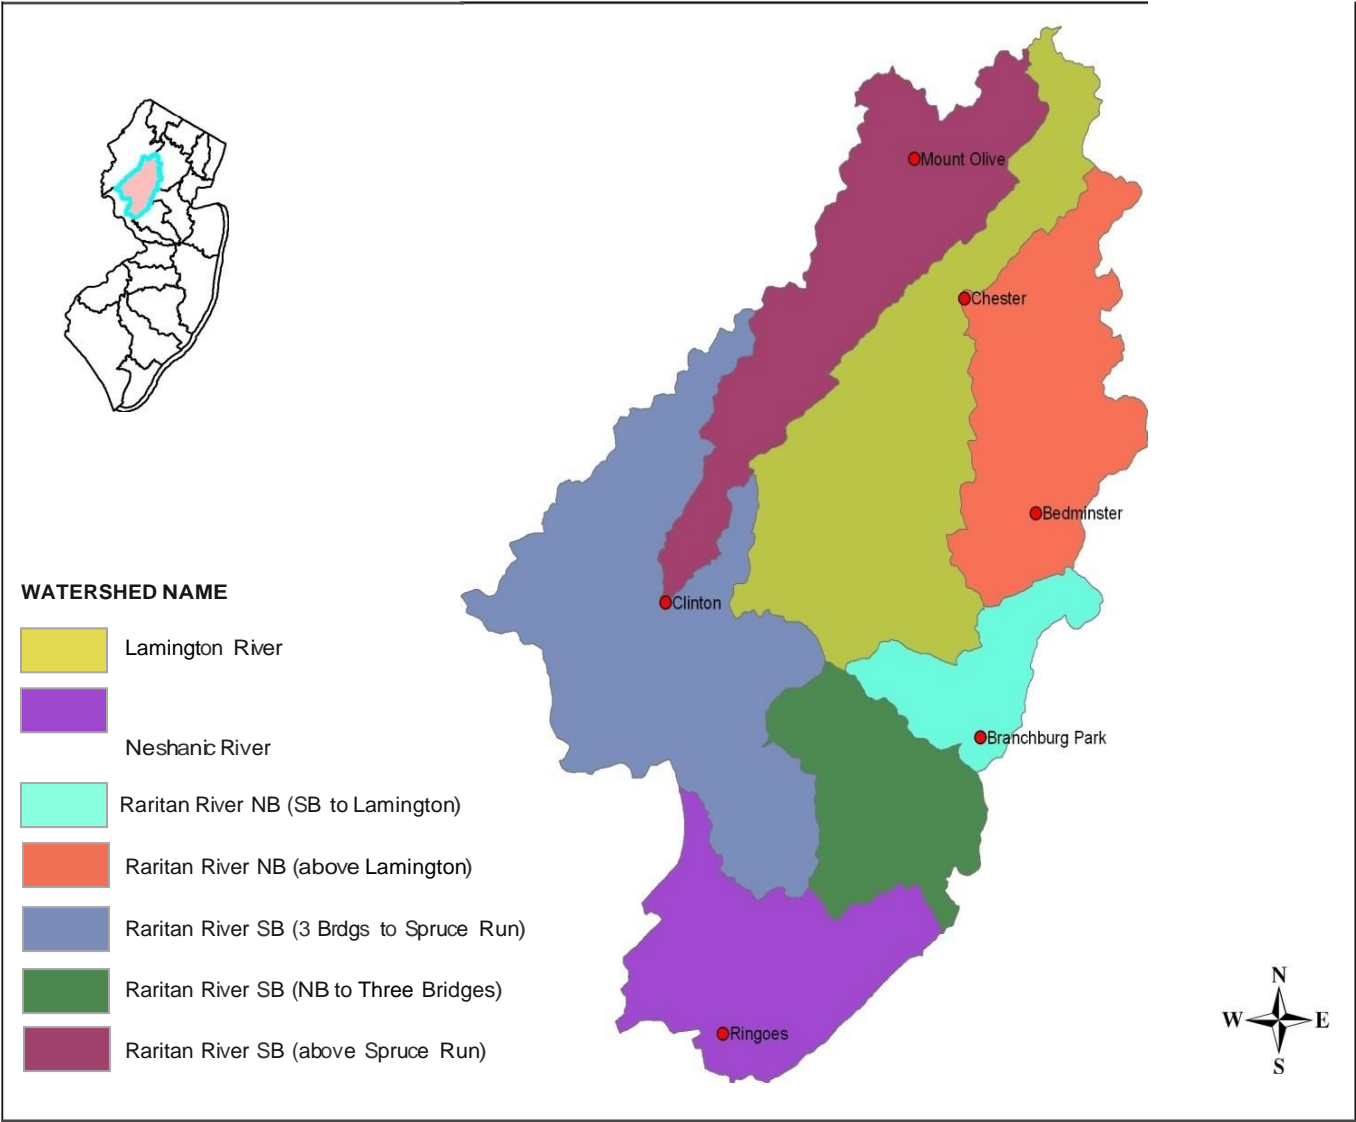 Mount Olive
Chester
Bedminster
Clinton
Branchburg Park
Ringoes
WATERSHED NAME
Lamington River
Neshanic River
Raritan River NB (SB to Lamington)
Raritan River NB (above Lamington)
Raritan River SB (3 Brdgs to Spruce Run)
Raritan River SB (NB to Three Bridges)
Raritan River SB (above Spruce Run)
N
W E
S